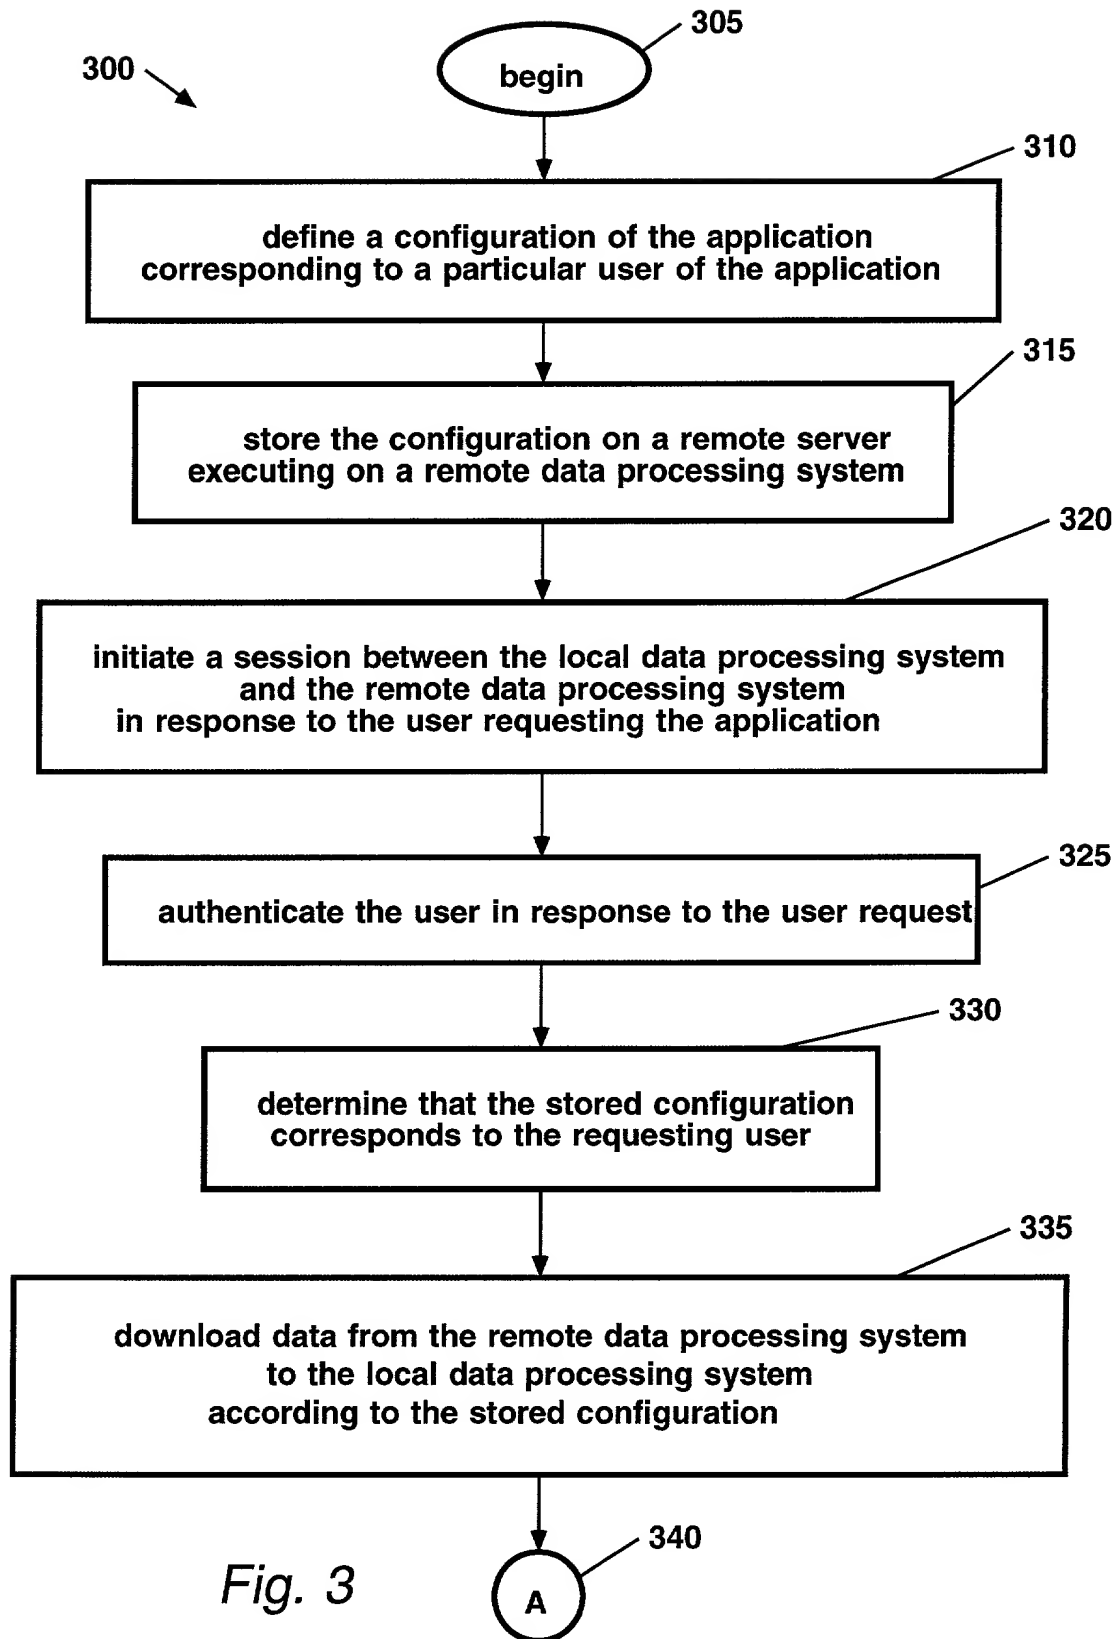 305
300
begin
310
define a configuration of the application
corresponding to a particular user of the application
315
store the configuration on a remote server
executing on a remote data processing system
320
initiate a session between the local data processing system
and the remote data processing system
in response to the user requesting the application
325
authenticate the user in response to the user request
330
determine that the stored configuration
corresponds to the requesting user
335
download data from the remote data processing system
to the local data processing system
according to the stored configuration
340
Fig. 3
A